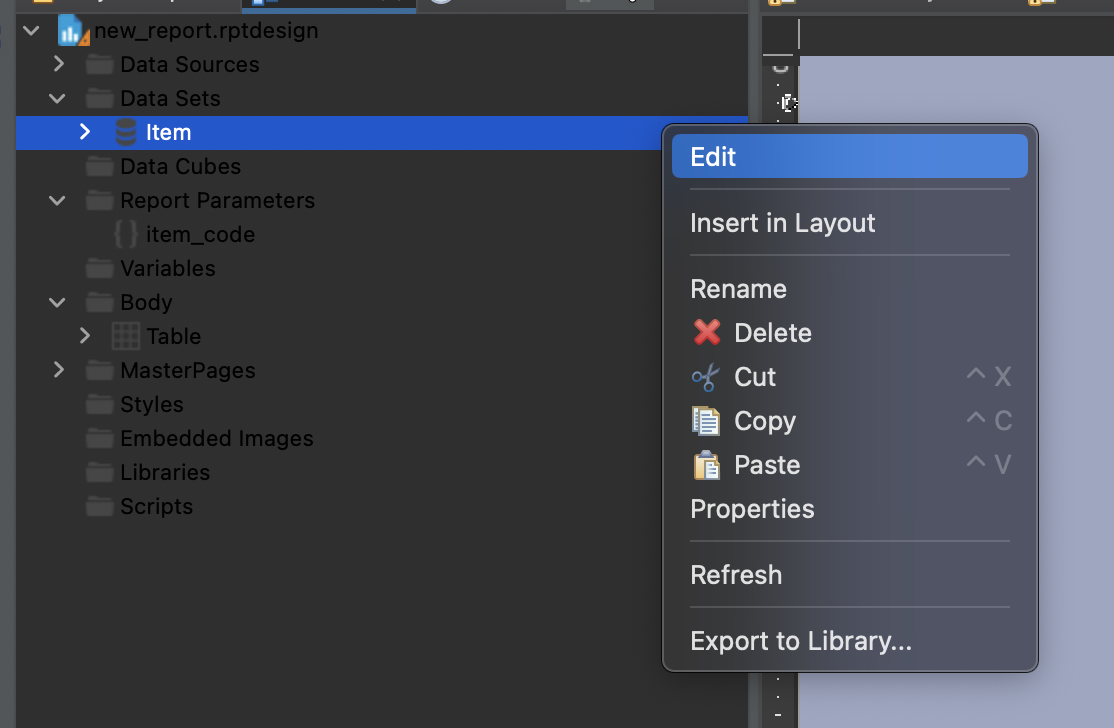 new_report.rptdesign
Data Sources
Data Sets
Item
Data Cubes
Report Parameters
item_code
Variables
Body
Table
MasterPages
Styles
Embedded Images
Libraries
Scripts
Edit
Insert in Layout
Rename
Delete
Cut ^ X
Copy ^ C
Paste ^ V
Properties
Refresh
Export to Library...